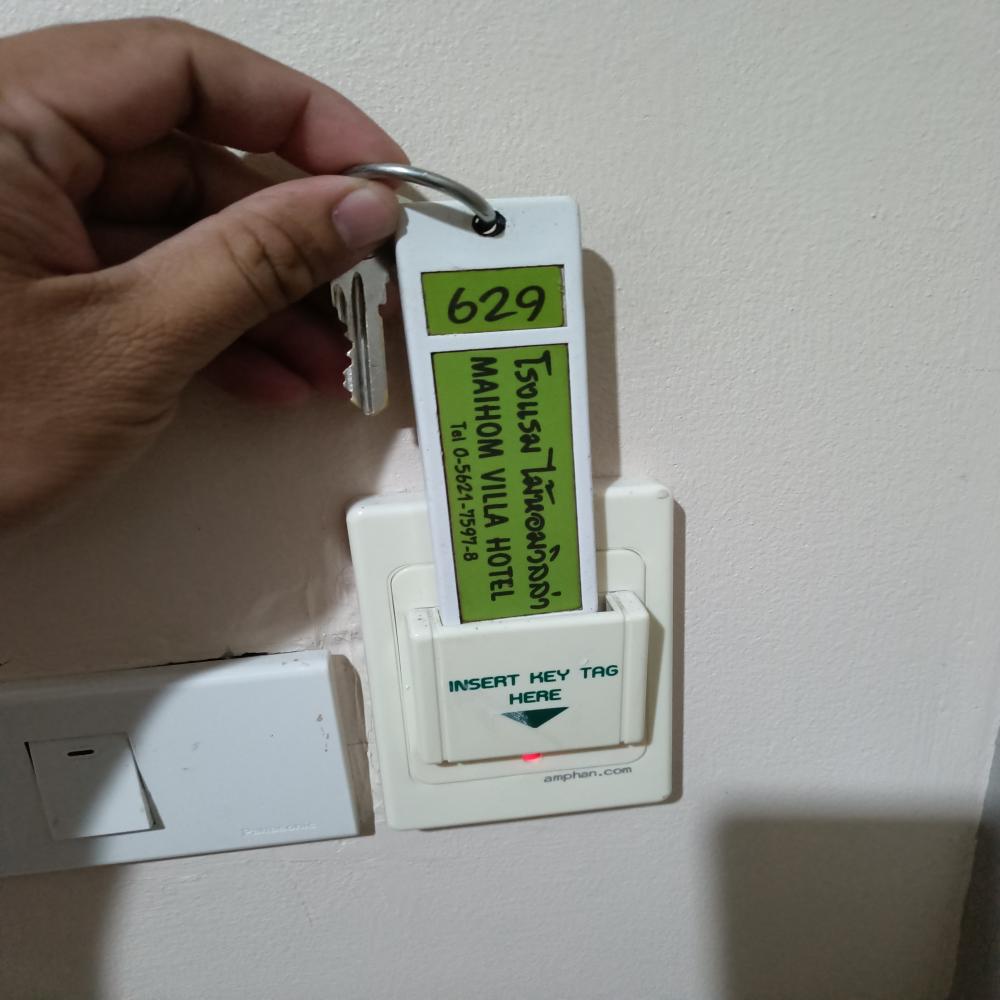 629
โรงแรม ไม้หอมวิลล่า
MAIHOM VILLA HOTEL
Tel 0-5621-7597-8
INSERT KEY TAG
HERE
amphan.com
Panasonic